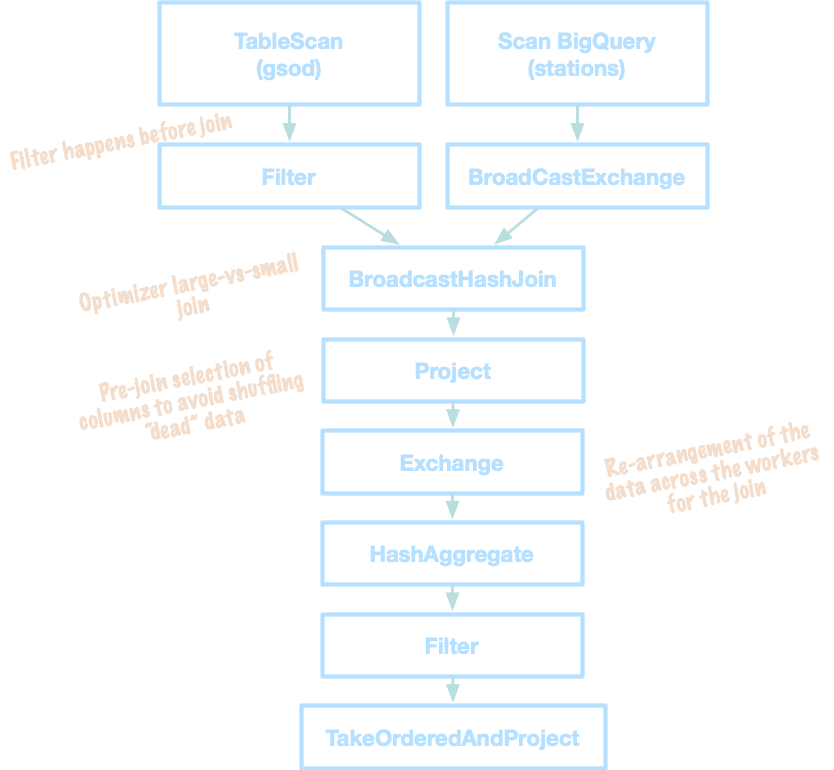 TableScan
(gsod)
Scan BigQuery
(stations)
Filter happens before join
Filter
BroadCastExchange
Optimizer large-vs-small
join
BroadcastHashJoin
Pre-join selection of
columns to avoid shuffling
"dead" data
Project
Exchange
Re-arrangement of the
data across the workers
for the join
HashAggregate
Filter
TakeOrderedAndProject